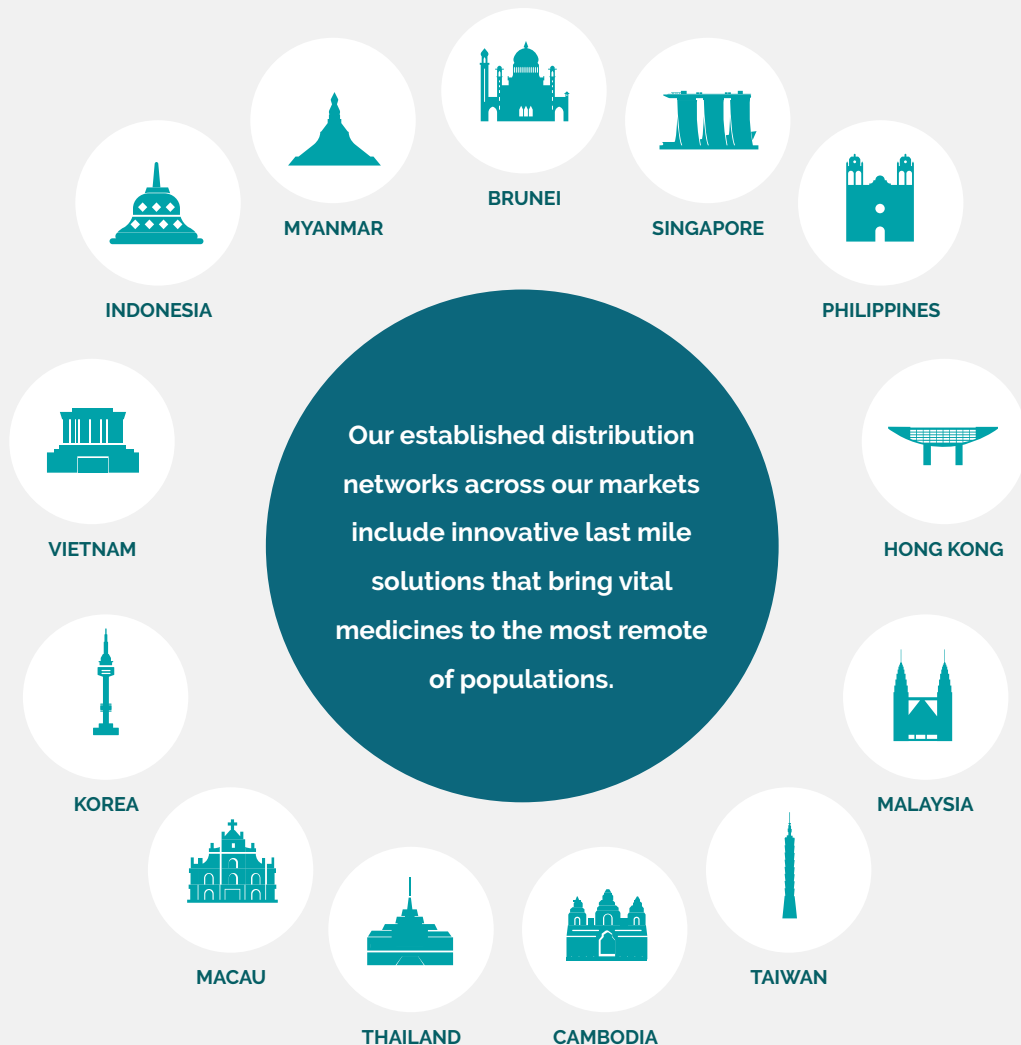 BRUNEI
MYANMAR
SINGAPORE
INDONESIA
PHILIPPINES
Our established distribution
networks across our markets
include innovative last mile
solutions that bring vital
medicines to the most remote
of populations.
VIETNAM
HONG KONG
KOREA
MALAYSIA
MACAU
TAIWAN
THAILAND
CAMBODIA